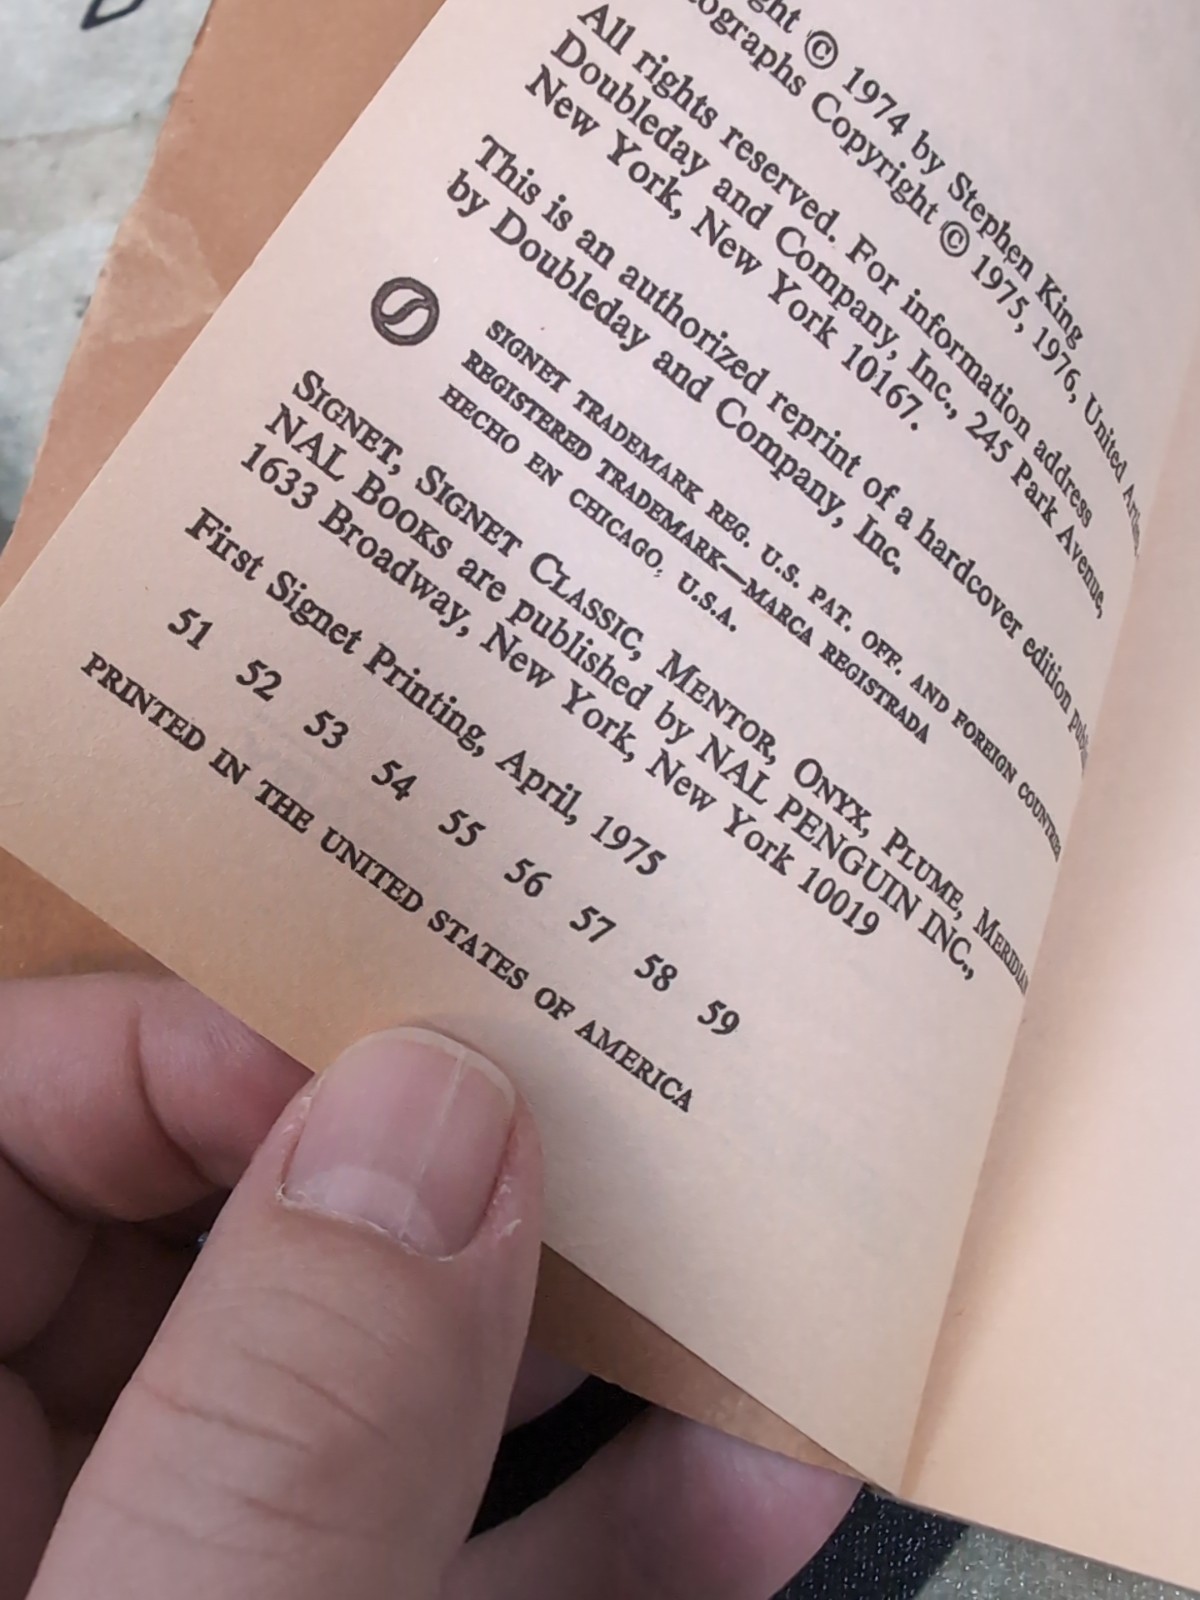 © 1974 by Stephen King
Copyright © 1975, 1976, United
All rights reserved. For information address
Doubleday and Company, Inc., 245 Park Avenue,
New York, New York 10167.
This is an authorized reprint of a hardcover edition
by Doubleday and Company, Inc.
SIGNET TRADEMARK REG. U.S. PAT. OFF. AND FOREIGN COUNTRIES
REGISTERED TRADEMARK—MARCA REGISTRADA
HECHO EN CHICAGO, U.S.A.
SIGNET, SIGNET CLASSIC, MENTOR, ONYX, PLUME, MERIDIAN
NAL BOOKS are published by NAL PENGUIN INC.,
1633 Broadway, New York, New York 10019
First Signet Printing, April, 1975
51 52 53 54 55 56 57 58 59
PRINTED IN THE UNITED STATES OF AMERICA